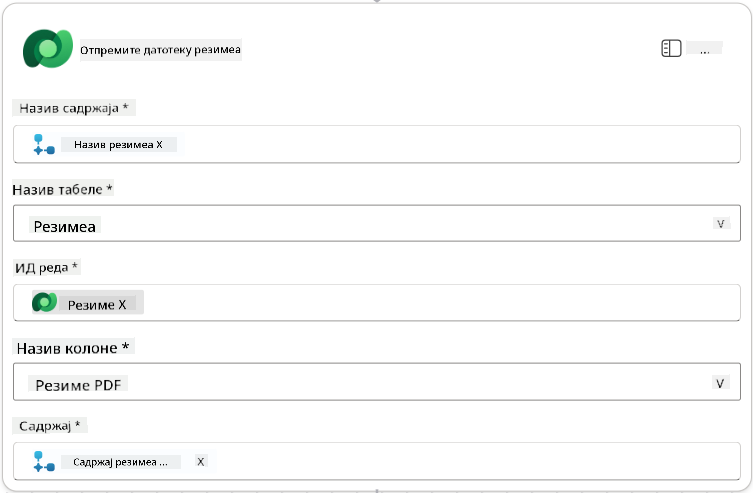 Отпремите датотеку резимеа
...
Назив садржаја *
Назив резимеа X
Назив табеле *
Резимеа
V
ИД реда *
Резиме X
Назив колоне *
Резиме PDF
V
Садржај *
Садржај резимеа ... X